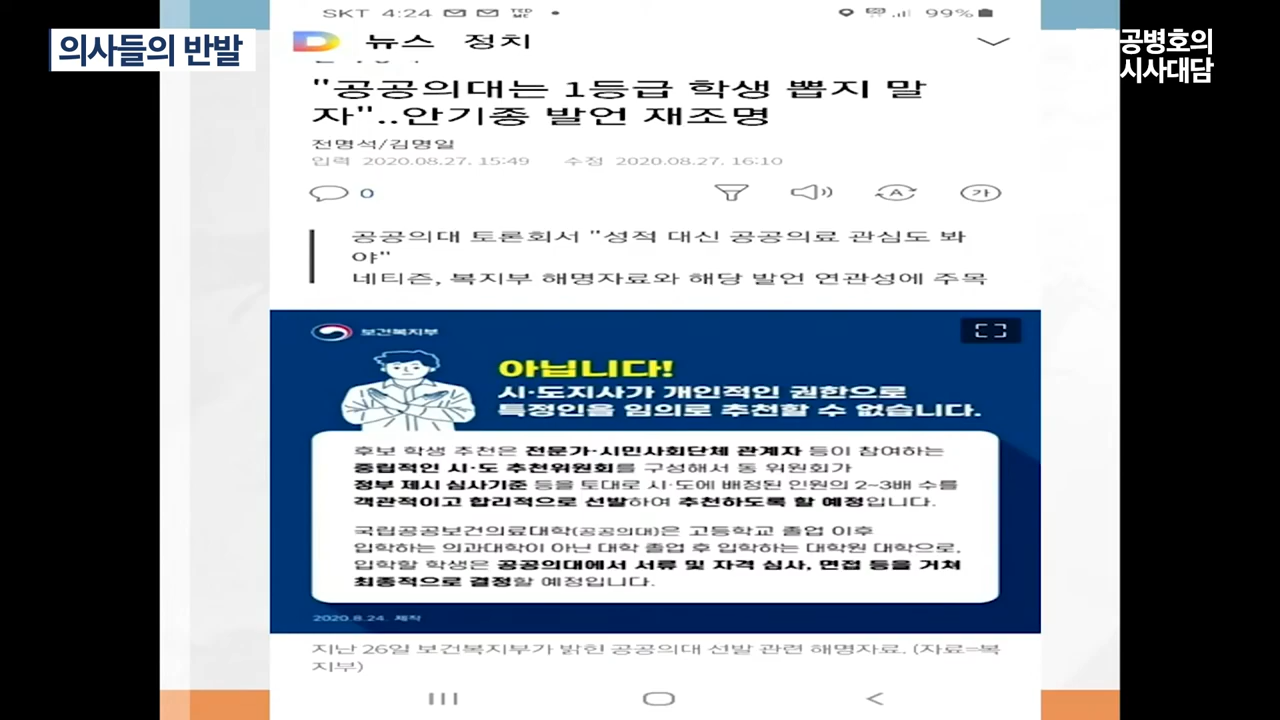 SKT 4:24
99%
의사들의 반발
공병호의
시사대담
뉴스 정치
"공공의대는 1등급 학생 뽑지 말
자"..안기종 발언 재조명
전명석/김명일
입력 2020.08.27. 15:49 수정 2020.08.27. 16:10
0
가
공공의대 토론회서 "성적 대신 공공의료 관심도 봐
야"
네티즌, 복지부 해명자료와 해당 발언 연관성에 주목
보건복지부
아닙니다!
시·도지사가 개인적인 권한으로
특정인을 임의로 추천할 수 없습니다.
후보 학생 추천은 전문가·시민사회단체 관계자 등이 참여하는
중립적인 시·도 추천위원회를 구성해서 동 위원회가
정부 제시 심사기준 등을 토대로 시·도에 배정된 인원의 2~3배 수를
객관적이고 합리적으로 선발하여 추천하도록 할 예정입니다.
국립공공보건의료대학(공공의대)은 고등학교 졸업 이후
입학하는 의과대학이 아닌 대학 졸업 후 입학하는 대학원 대학으로,
입학할 학생은 공공의대에서 서류 및 자격 심사, 면접 등을 거쳐
최종적으로 결정할 예정입니다.
2020.8.24. 제작
지난 26일 보건복지부가 밝힌 공공의대 선발 관련 해명자료. (자료=복
지부)